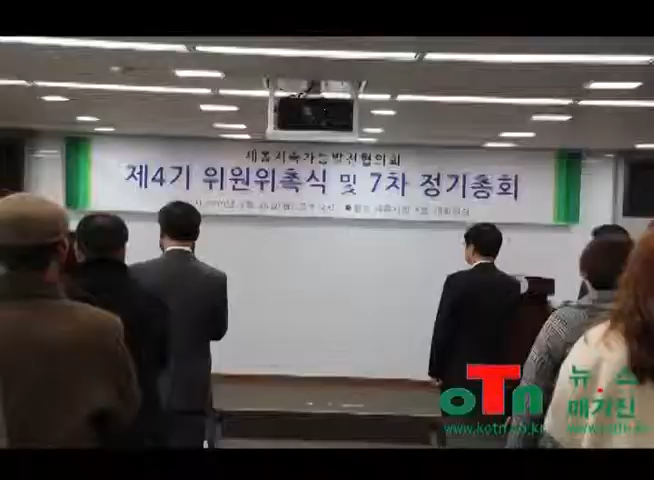 세종지속가능발전협의회
제4기 위원위촉식 및 7차 정기총회
oTn 뉴스
매거진
www.kotn.co.kr